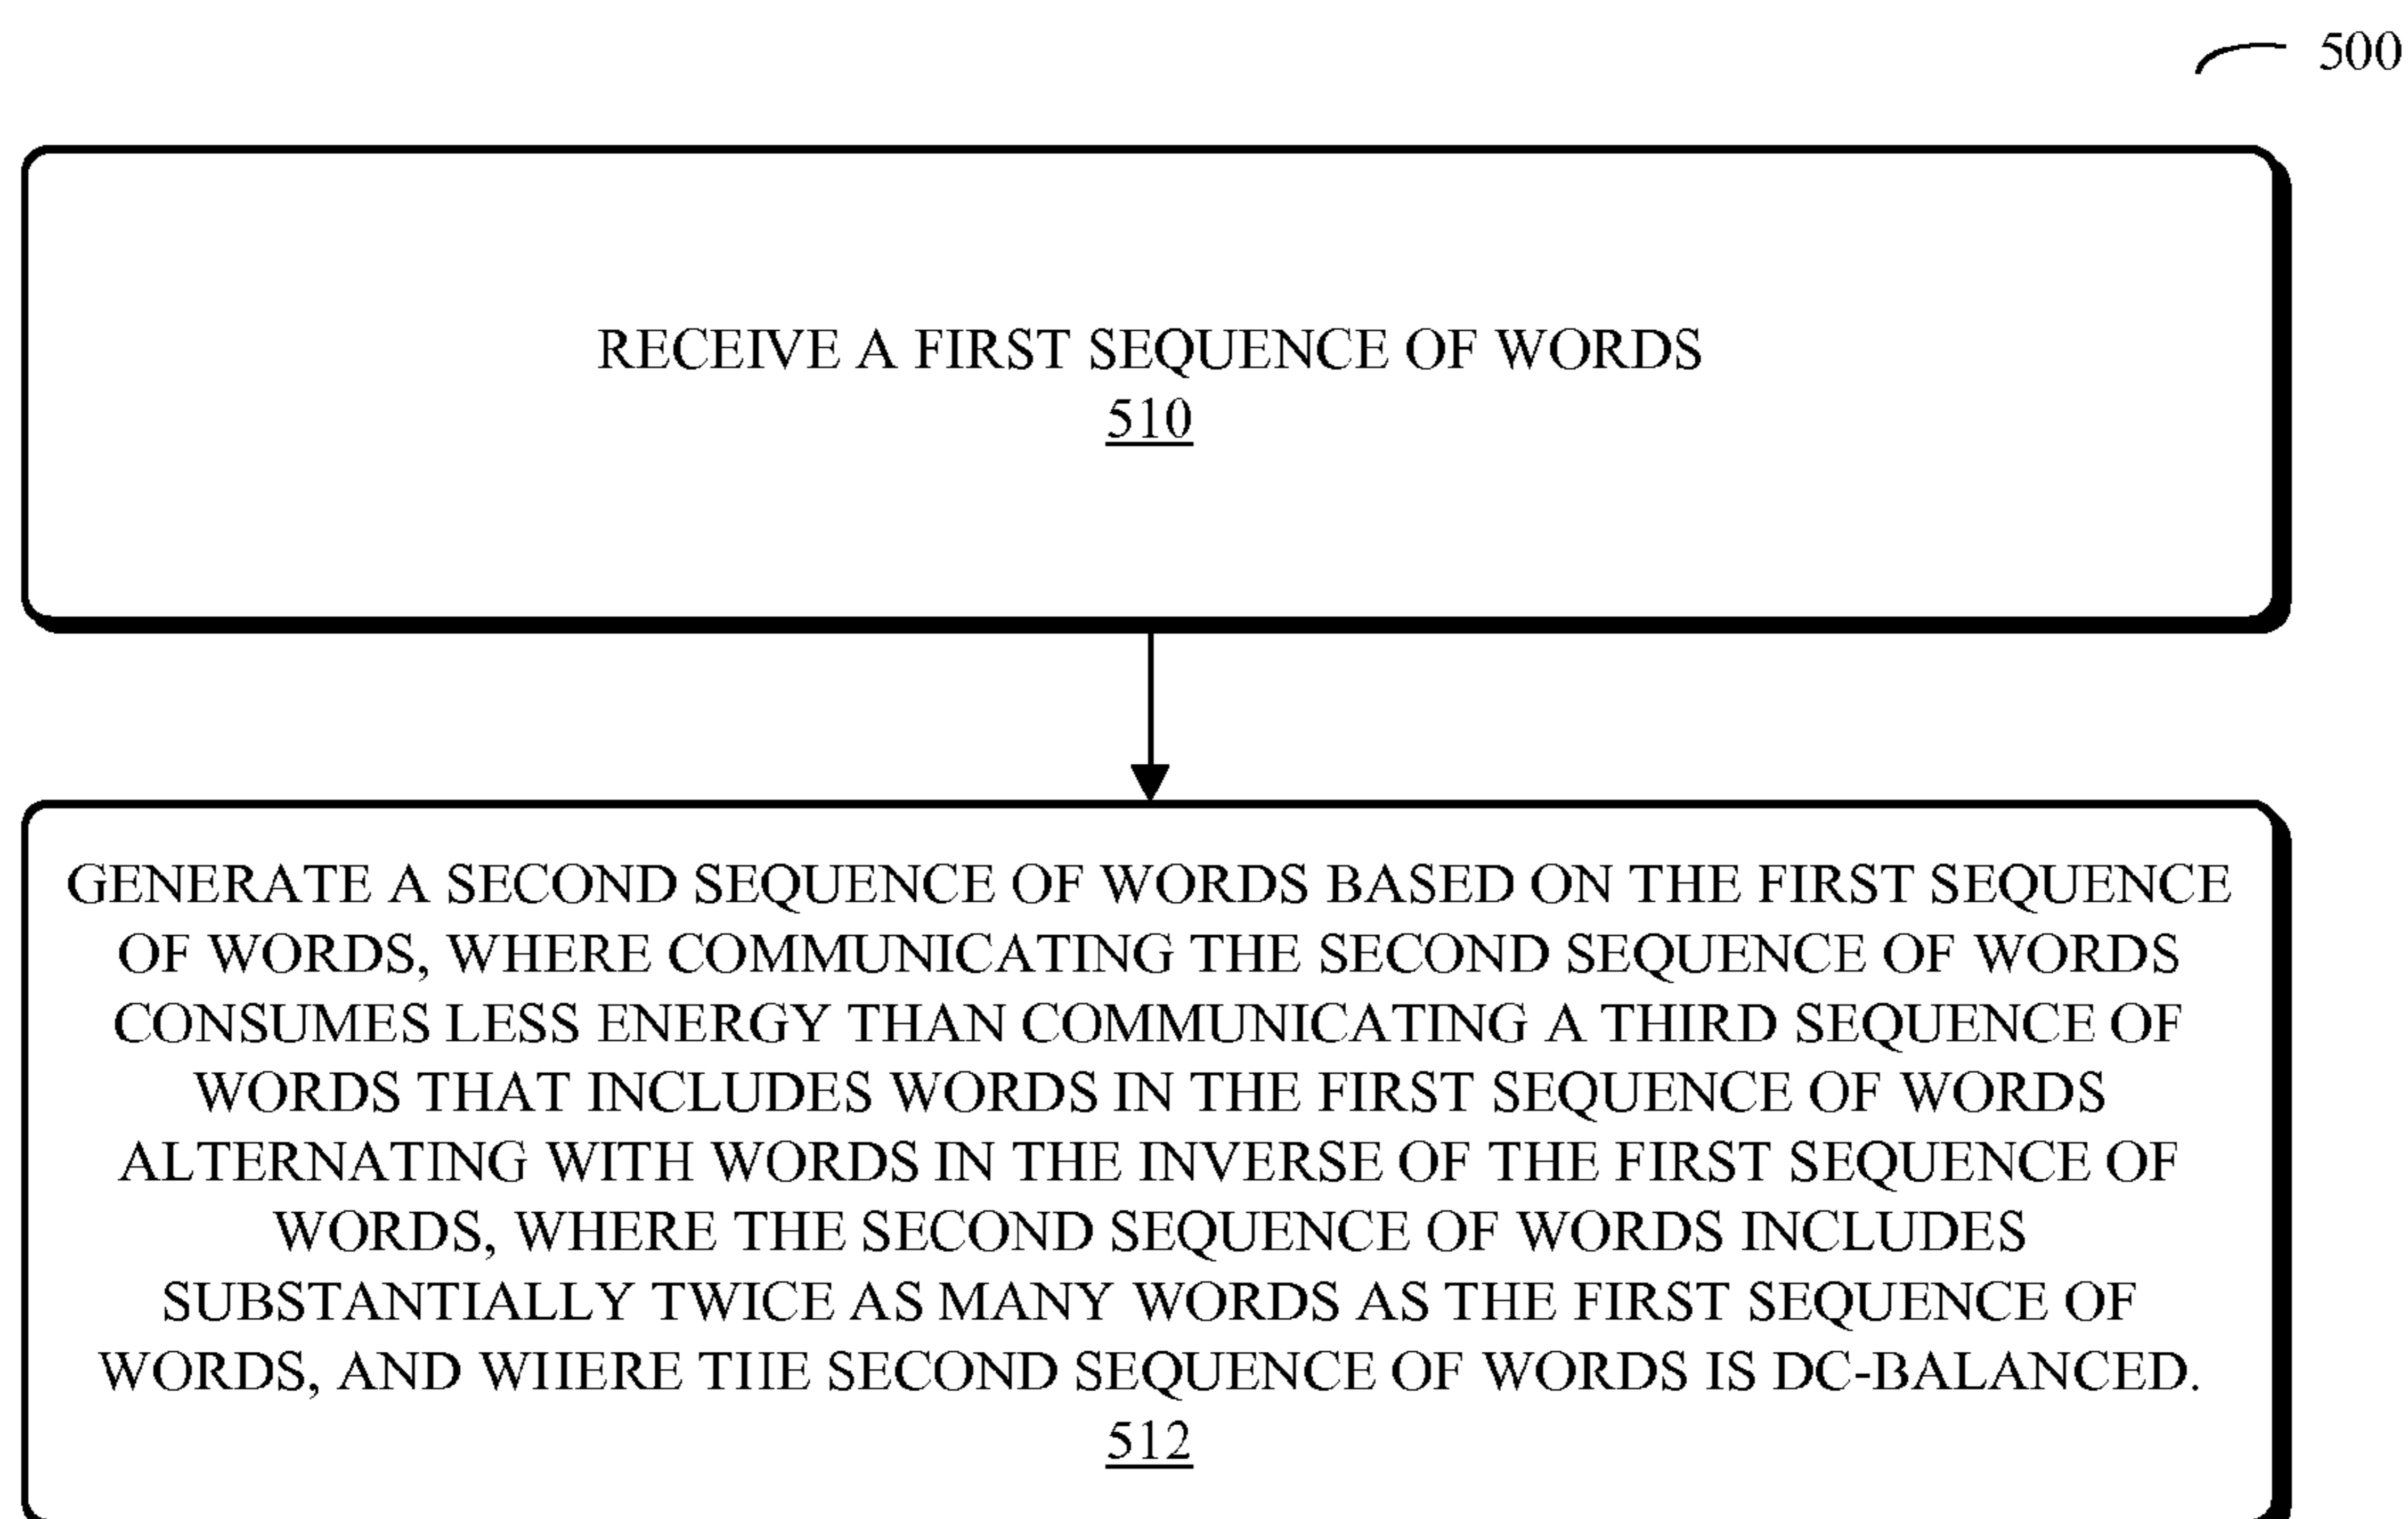 500
RECEIVE A FIRST SEQUENCE OF WORDS
510
GENERATE A SECOND SEQUENCE OF WORDS BASED ON THE FIRST SEQUENCE
OF WORDS, WHERE COMMUNICATING THE SECOND SEQUENCE OF WORDS
CONSUMES LESS ENERGY THAN COMMUNICATING A THIRD SEQUENCE OF
WORDS THAT INCLUDES WORDS IN THE FIRST SEQUENCE OF WORDS
ALTERNATING WITH WORDS IN THE INVERSE OF THE FIRST SEQUENCE OF
WORDS, WHERE THE SECOND SEQUENCE OF WORDS INCLUDES
SUBSTANTIALLY TWICE AS MANY WORDS AS THE FIRST SEQUENCE OF
WORDS, AND WHERE THE SECOND SEQUENCE OF WORDS IS DC-BALANCED.
512